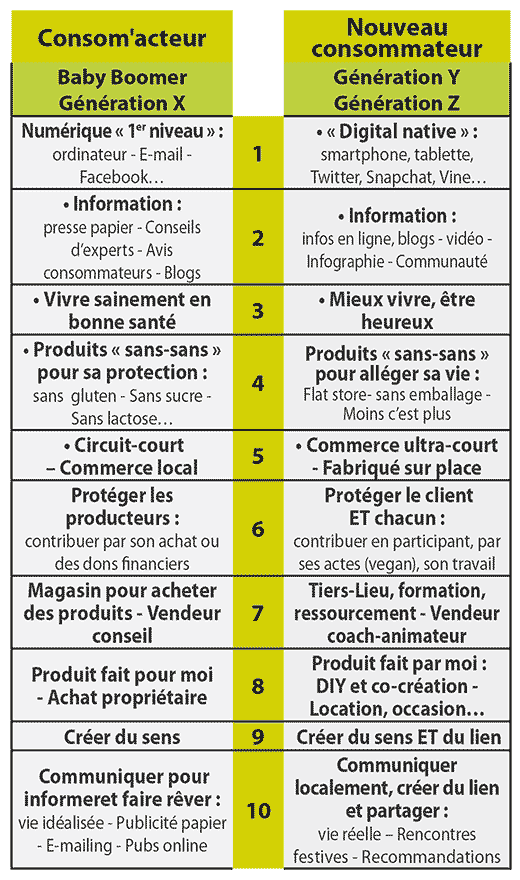 Consom'acteur
Nouveau
consommateur
Baby Boomer
Génération X
Génération Y
Génération Z
Numérique « 1er niveau » :
ordinateur - E-mail -
Facebook…
1
• « Digital native » :
smartphone, tablette,
Twitter, Snapchat, Vine…
• Information :
presse papier - Conseils
d'experts - Avis
consommateurs - Blogs
2
• Information :
infos en ligne, blogs - vidéo -
Infographie - Communauté
• Vivre sainement en
bonne santé
3
• Mieux vivre, être
heureux
• Produits « sans-sans »
pour sa protection :
sans gluten - Sans sucre -
Sans lactose…
4
Produits « sans-sans »
pour alléger sa vie :
Flat store- sans emballage -
Moins c'est plus
• Circuit-court
– Commerce local
5
• Commerce ultra-court
- Fabriqué sur place
Protéger les
producteurs :
contribuer par son achat ou
des dons financiers
6
Protéger le client
ET chacun :
contribuer en participant, par
ses actes (vegan), son travail
Magasin pour acheter
des produits - Vendeur
conseil
7
Tiers-Lieu, formation,
ressourcement - Vendeur
coach-animateur
Produit fait pour moi
- Achat propriétaire
8
Produit fait par moi :
DIY et co-création -
Location, occasion…
Créer du sens
9
Créer du sens ET du lien
Communiquer pour
informeret faire rêver :
vie idéalisée - Publicité papier
- E-mailing - Pubs online
10
Communiquer
localement, créer du lien
et partager :
vie réelle – Rencontres
festives - Recommandations